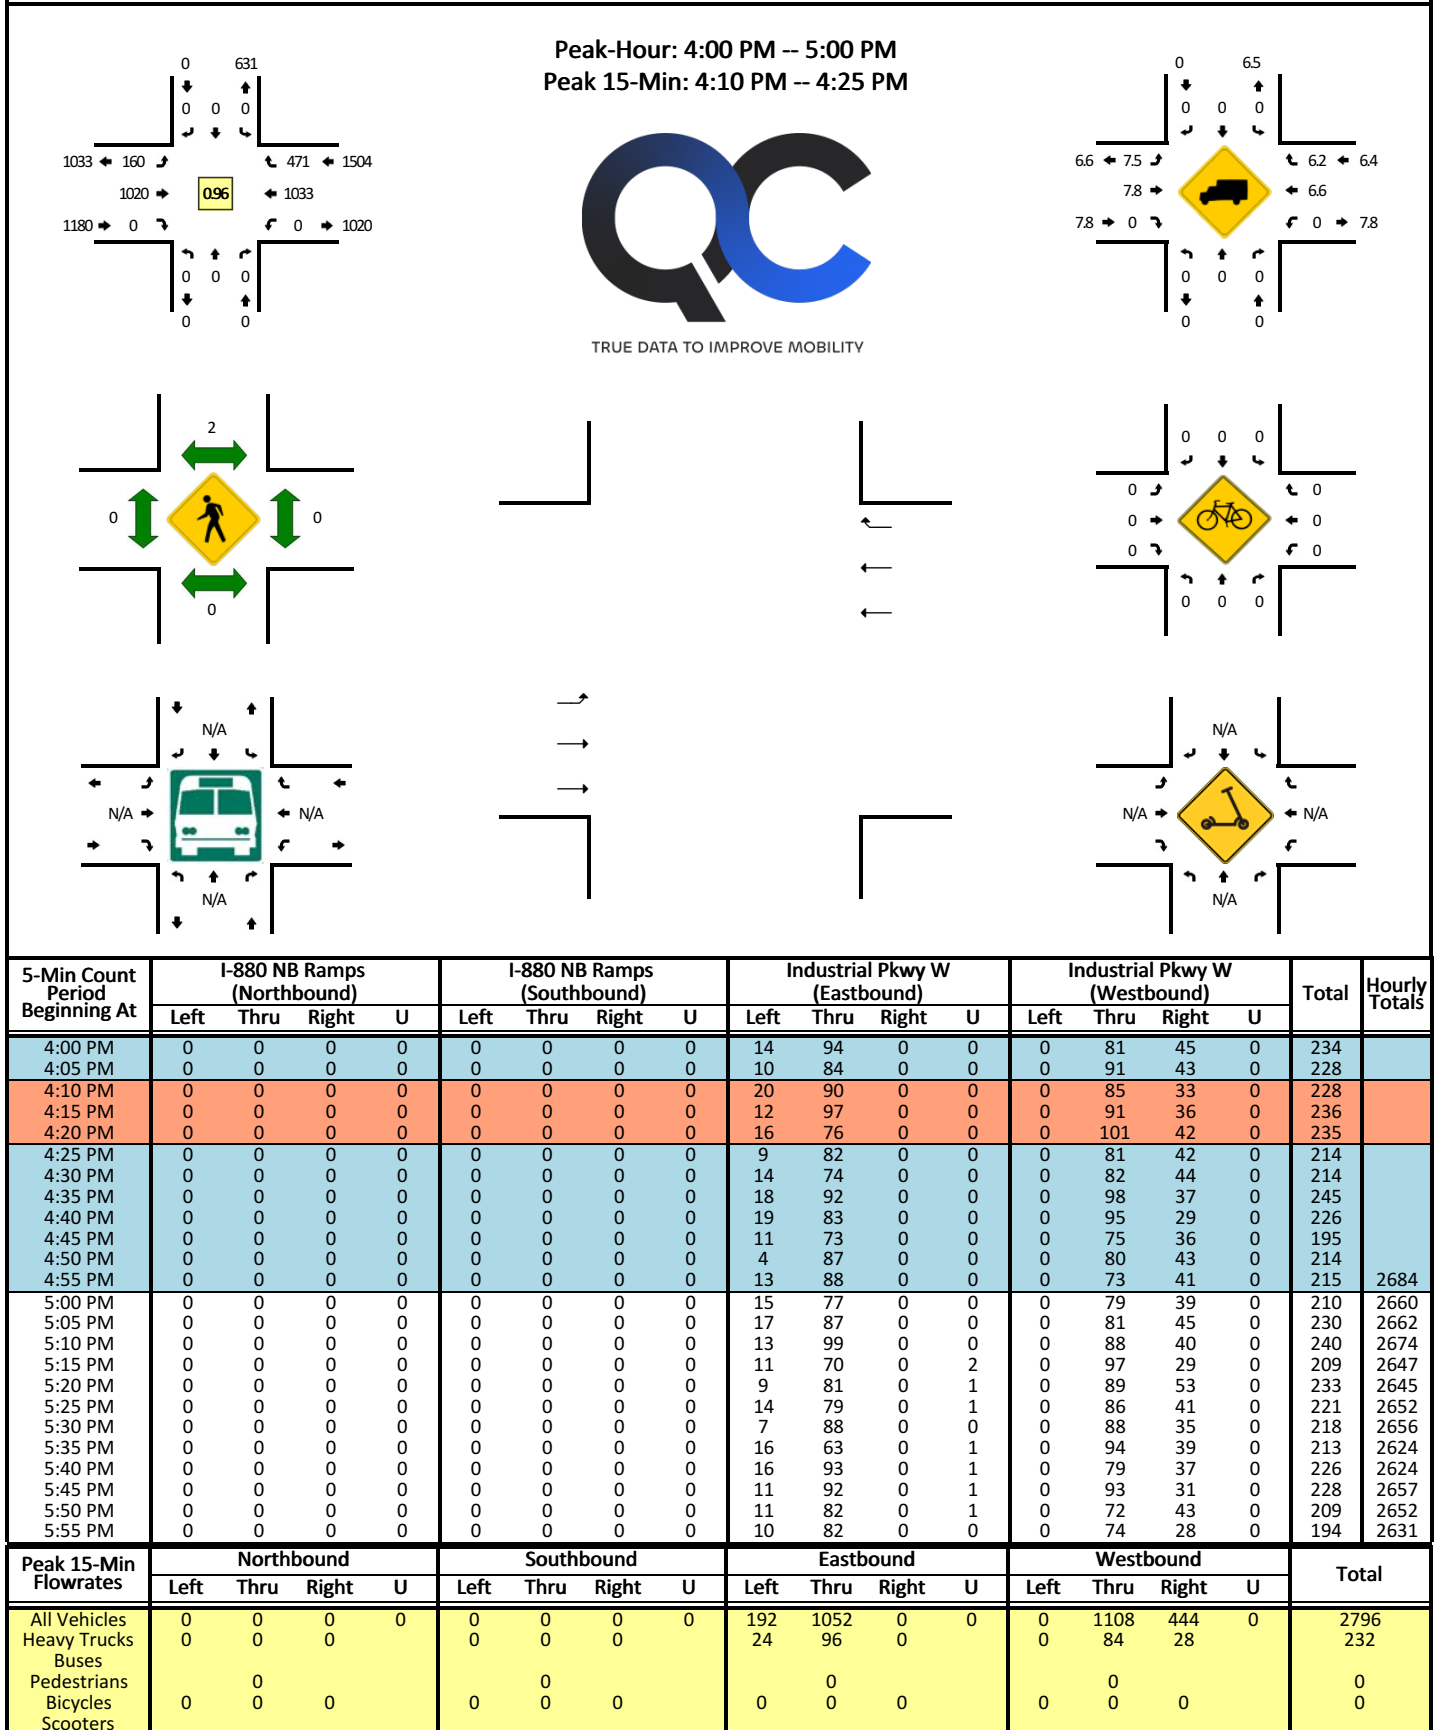 Peak-Hour: 4:00 PM -- 5:00 PM
Peak 15-Min: 4:10 PM -- 4:25 PM
0 631
0 0 0
1033 160 471 1504
1020 0.96 1033
1180 0 0 1020
0 0 0
0 0
TRUE DATA TO IMPROVE MOBILITY
0 6.5
0 0 0
6.6 7.5 6.2 6.4
7.8 6.6
7.8 0 0 7.8
0 0 0
0 0
2
0 0
0
0 0 0
0 0
0 0
0 0
0 0 0
N/A
N/A N/A
N/A
N/A
N/A N/A
N/A
5-Min Count Period Beginning At I-880 NB Ramps (Northbound) I-880 NB Ramps (Southbound) Industrial Pkwy W (Eastbound) Industrial Pkwy W (Westbound) Total Hourly Totals
Left Thru Right U Left Thru Right U Left Thru Right U Left Thru Right U
4:00 PM 0 0 0 0 0 0 0 0 14 94 0 0 0 81 45 0 234
4:05 PM 0 0 0 0 0 0 0 0 10 84 0 0 0 91 43 0 228
4:10 PM 0 0 0 0 0 0 0 0 20 90 0 0 0 85 33 0 228
4:15 PM 0 0 0 0 0 0 0 0 12 97 0 0 0 91 36 0 236
4:20 PM 0 0 0 0 0 0 0 0 16 76 0 0 0 101 42 0 235
4:25 PM 0 0 0 0 0 0 0 0 9 82 0 0 0 81 42 0 214
4:30 PM 0 0 0 0 0 0 0 0 14 74 0 0 0 82 44 0 214
4:35 PM 0 0 0 0 0 0 0 0 18 92 0 0 0 98 37 0 245
4:40 PM 0 0 0 0 0 0 0 0 19 83 0 0 0 95 29 0 226
4:45 PM 0 0 0 0 0 0 0 0 11 73 0 0 0 75 36 0 195
4:50 PM 0 0 0 0 0 0 0 0 4 87 0 0 0 80 43 0 214
4:55 PM 0 0 0 0 0 0 0 0 13 88 0 0 0 73 41 0 215 2684
5:00 PM 0 0 0 0 0 0 0 0 15 77 0 0 0 79 39 0 210 2660
5:05 PM 0 0 0 0 0 0 0 0 17 87 0 0 0 81 45 0 230 2662
5:10 PM 0 0 0 0 0 0 0 0 13 99 0 0 0 88 40 0 240 2674
5:15 PM 0 0 0 0 0 0 0 0 11 70 0 2 0 97 29 0 209 2647
5:20 PM 0 0 0 0 0 0 0 0 9 81 0 1 0 89 53 0 233 2645
5:25 PM 0 0 0 0 0 0 0 0 14 79 0 1 0 86 41 0 221 2652
5:30 PM 0 0 0 0 0 0 0 0 7 88 0 0 0 88 35 0 218 2656
5:35 PM 0 0 0 0 0 0 0 0 16 63 0 1 0 94 39 0 213 2624
5:40 PM 0 0 0 0 0 0 0 0 16 93 0 1 0 79 37 0 226 2624
5:45 PM 0 0 0 0 0 0 0 0 11 92 0 1 0 93 31 0 228 2657
5:50 PM 0 0 0 0 0 0 0 0 11 82 0 1 0 72 43 0 209 2652
5:55 PM 0 0 0 0 0 0 0 0 10 82 0 0 0 74 28 0 194 2631
Peak 15-Min Flowrates Northbound Southbound Eastbound Westbound Total
Left Thru Right U Left Thru Right U Left Thru Right U Left Thru Right U
All Vehicles 0 0 0 0 0 0 0 0 192 1052 0 0 0 1108 444 0 2796
Heavy Trucks 0 0 0 0 0 0 24 96 0 0 84 28 232
Buses
Pedestrians 0 0 0 0 0
Bicycles 0 0 0 0 0 0 0 0 0 0 0 0 0
Scooters